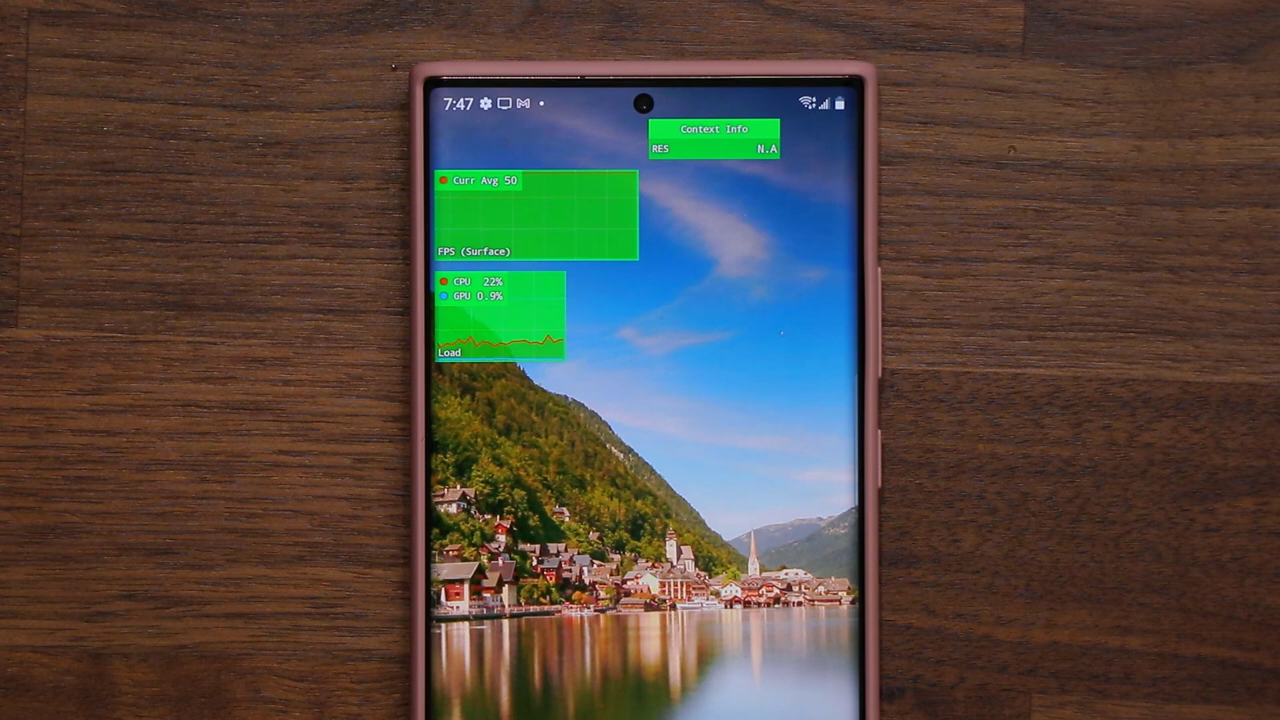 7:47
Context Info
RES N.A
Curr Avg 50
FPS (Surface)
CPU 22%
GPU 0.9%
Load